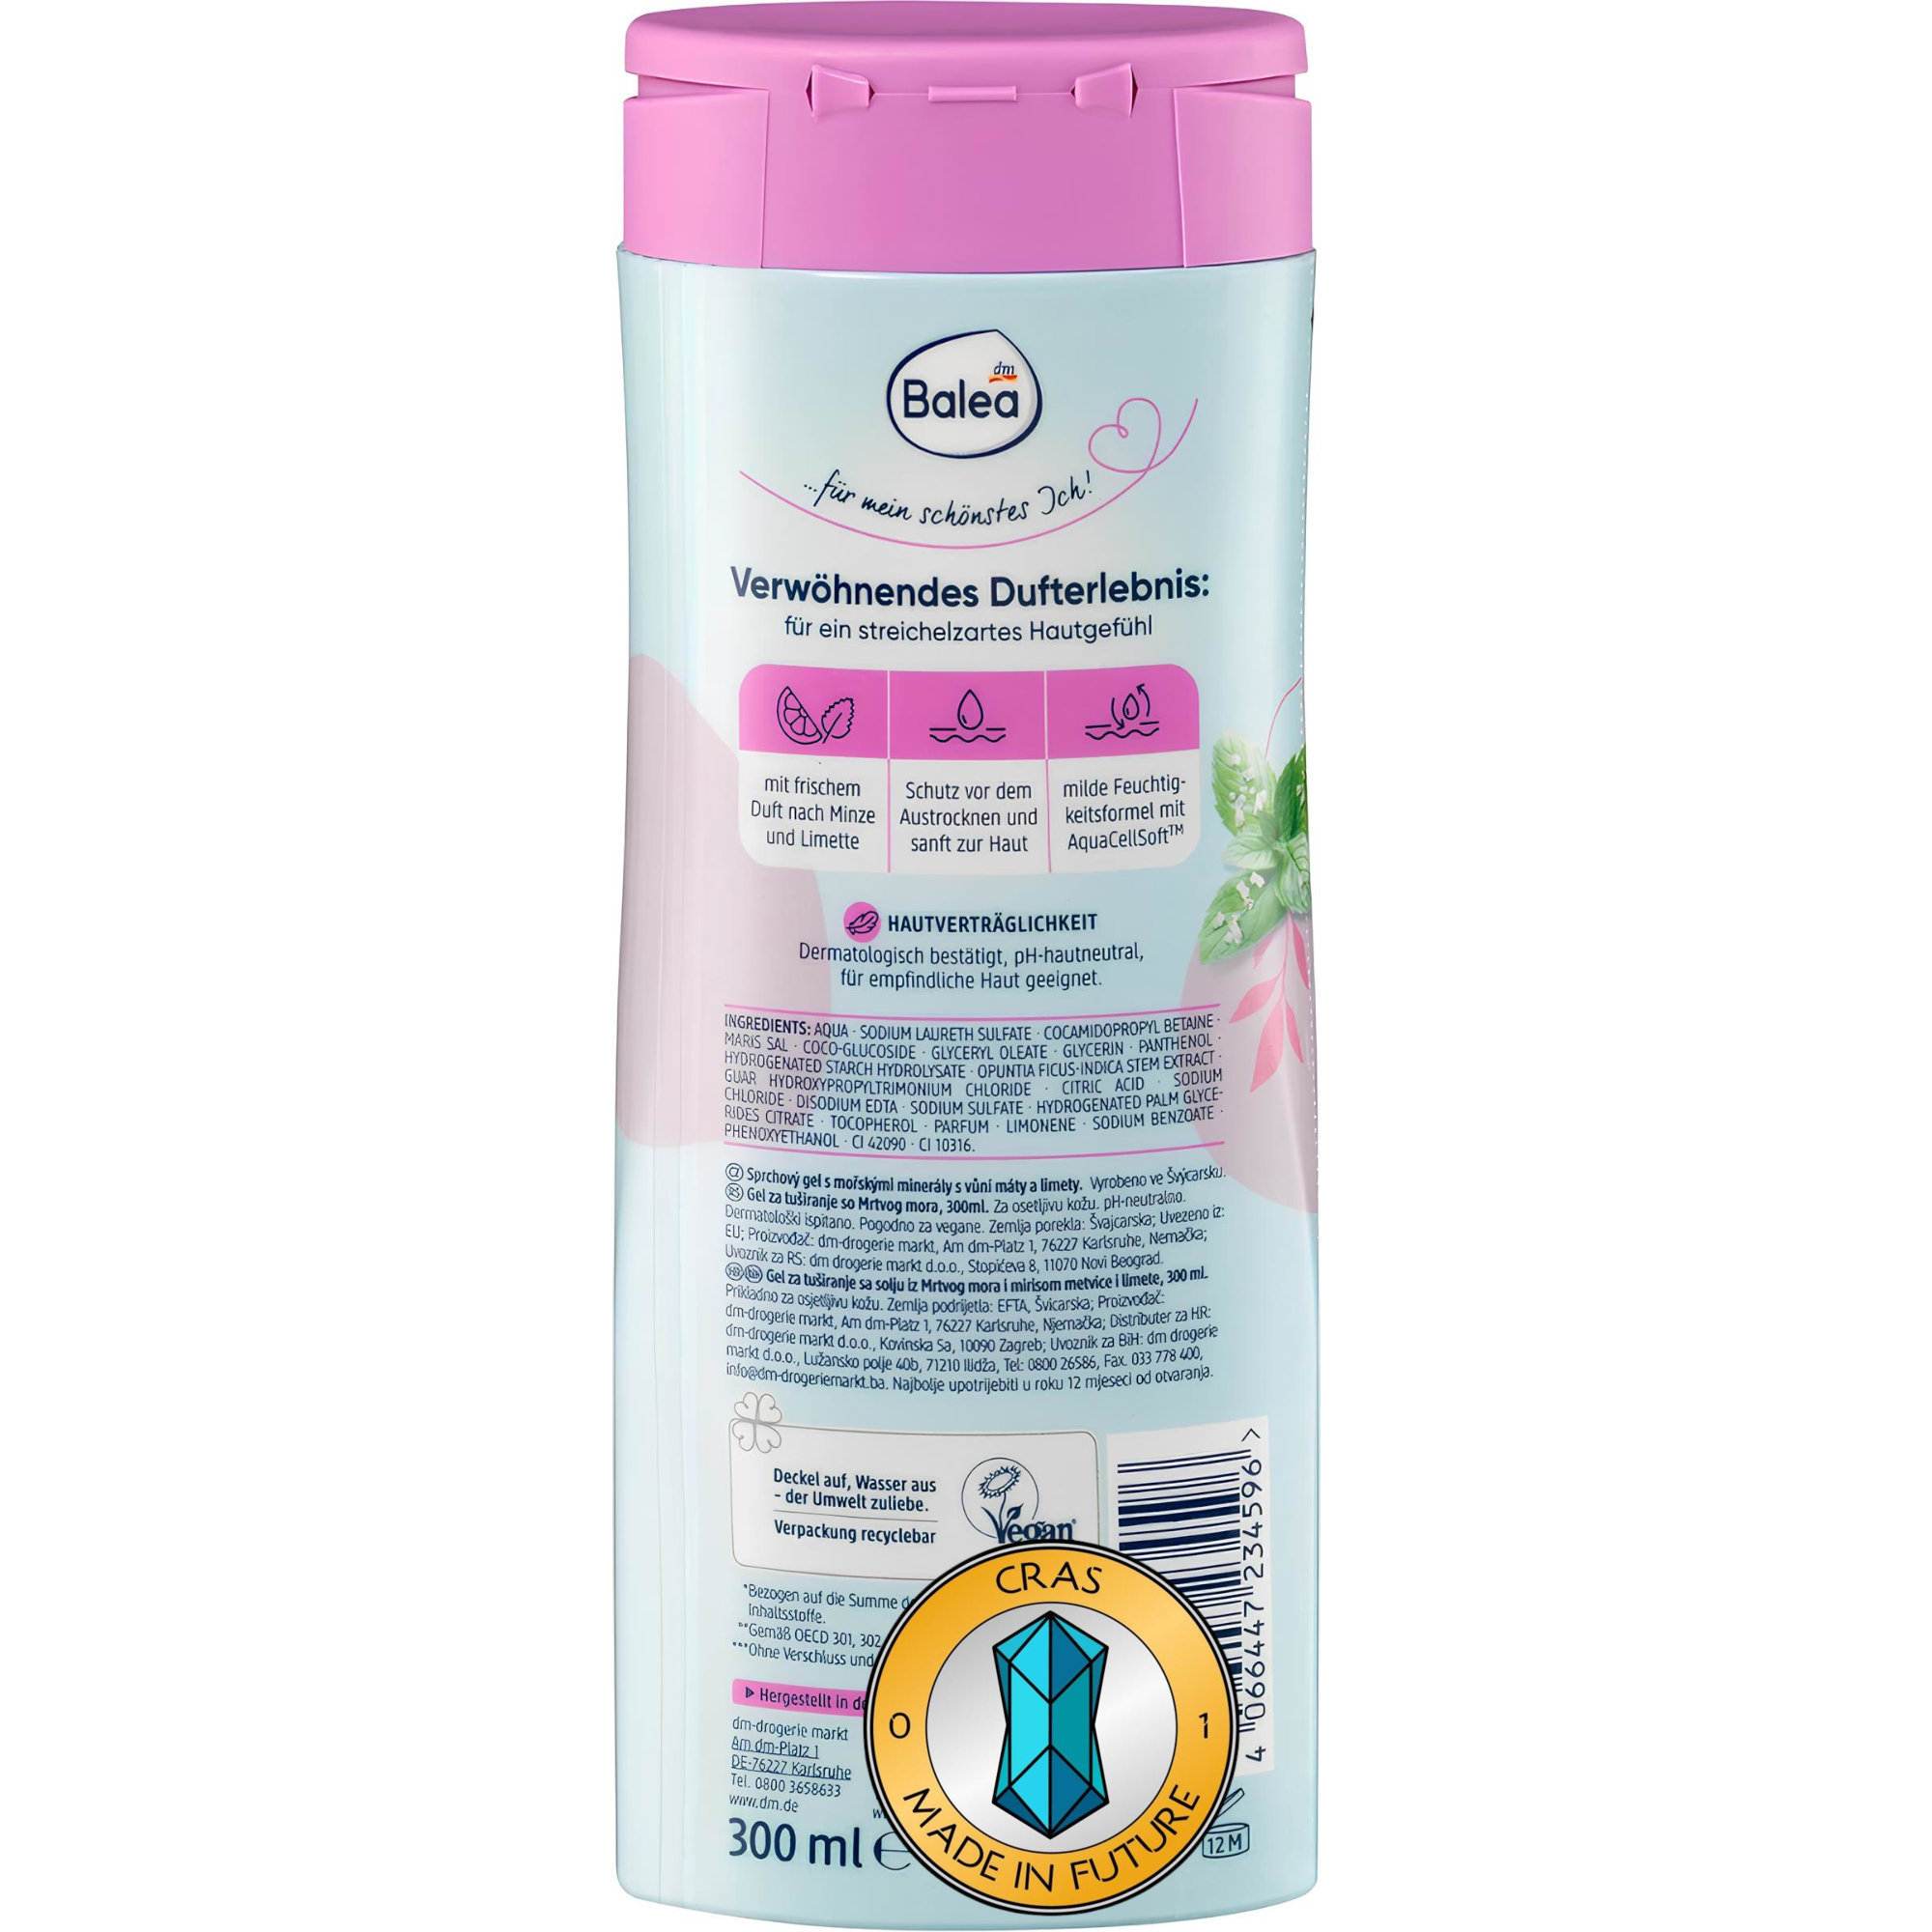 dm
Balea
...für mein schönstes Ich!
Verwöhnendes Dufterlebnis:
für ein streichelzartes Hautgefühl
mit frischem
Duft nach Minze
und Limette
Schutz vor dem
Austrocknen und
sanft zur Haut
milde Feuchtig-
keitsformel mit
AquaCellSoft™
HAUTVERTRÄGLICHKEIT
Dermatologisch bestätigt, pH-hautneutral,
für empfindliche Haut geeignet.
INGREDIENTS: AQUA · SODIUM LAURETH SULFATE · COCAMIDOPROPYL BETAINE ·
MARIS SAL · COCO-GLUCOSIDE · GLYCERYL OLEATE · GLYCERIN · PANTHENOL ·
HYDROGENATED STARCH HYDROLYSATE · OPUNTIA FICUS-INDICA STEM EXTRACT ·
GUAR HYDROXYPROPYLTRIMONIUM CHLORIDE · CITRIC ACID · SODIUM
CHLORIDE · DISODIUM EDTA · SODIUM SULFATE · HYDROGENATED PALM GLYCE-
RIDES CITRATE · TOCOPHEROL · PARFUM · LIMONENE · SODIUM BENZOATE ·
PHENOXYETHANOL · CI 42090 · CI 10316.
CZ Sprchový gel s mořskými minerály s vůní máty a limety. Vyrobeno ve Švýcarsku.
RS Gel za tuširanje so Mrtvog mora, 300ml. Za osetljivu kožu. pH-neutralno.
Dermatološki ispitano. Pogodno za vegane. Zemlja porekla: Švajcarska; Uvezeno iz:
EU; Proizvođač: dm-drogerie markt, Am dm-Platz 1, 76227 Karlsruhe, Nemačka;
Uvoznik za RS: dm drogerie markt d.o.o., Stopićeva 8, 11070 Novi Beograd.
Gel za tuširanje sa solju iz Mrtvog mora i mirisom metvice i limete, 300 ml.
Prikladno za osjetljivu kožu. Zemlja podrijetla: EFTA, Švicarska; Proizvođač:
dm-drogerie markt, Am dm-Platz 1, 76227 Karlsruhe, Njemačka; Distributer za HR:
dm-drogerie markt d.o.o., Kovinska 5a, 10090 Zagreb; Uvoznik za BiH: dm drogerie
markt d.o.o., Lužansko polje 40b, 71210 Ilidža, Tel: 0800 26586, Fax. 033 778 400,
info@dm-drogeriemarkt.ba. Najbolje upotrijebiti u roku 12 mjeseci od otvaranja.
Deckel auf, Wasser aus
- der Umwelt zuliebe.
Verpackung recyclebar
Vegan
*Bezogen auf die Summe
Inhaltsstoffe.
**Gemäß OECD 301, 302
***Ohne Verschluss und
Hergestellt in
dm-drogerie markt
Am dm-Platz 1
DE-76227 Karlsruhe
Tel. 0800 3658633
www.dm.de
300 ml e
4 066447 234596 >
12 M
CRAS
0 1
MADE IN FUTURE